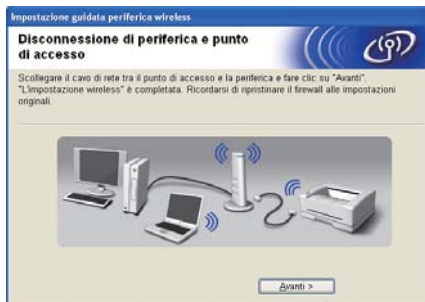 Impostazione guidata periferica wireless
Disconnessione di periferica e punto
di accesso
Scollegare il cavo di rete tra il punto di accesso e la periferica e fare clic su "Avanti".
"L'impostazione wireless" è completata. Ricordarsi di ripristinare il firewall alle impostazioni
originali.
Avanti >